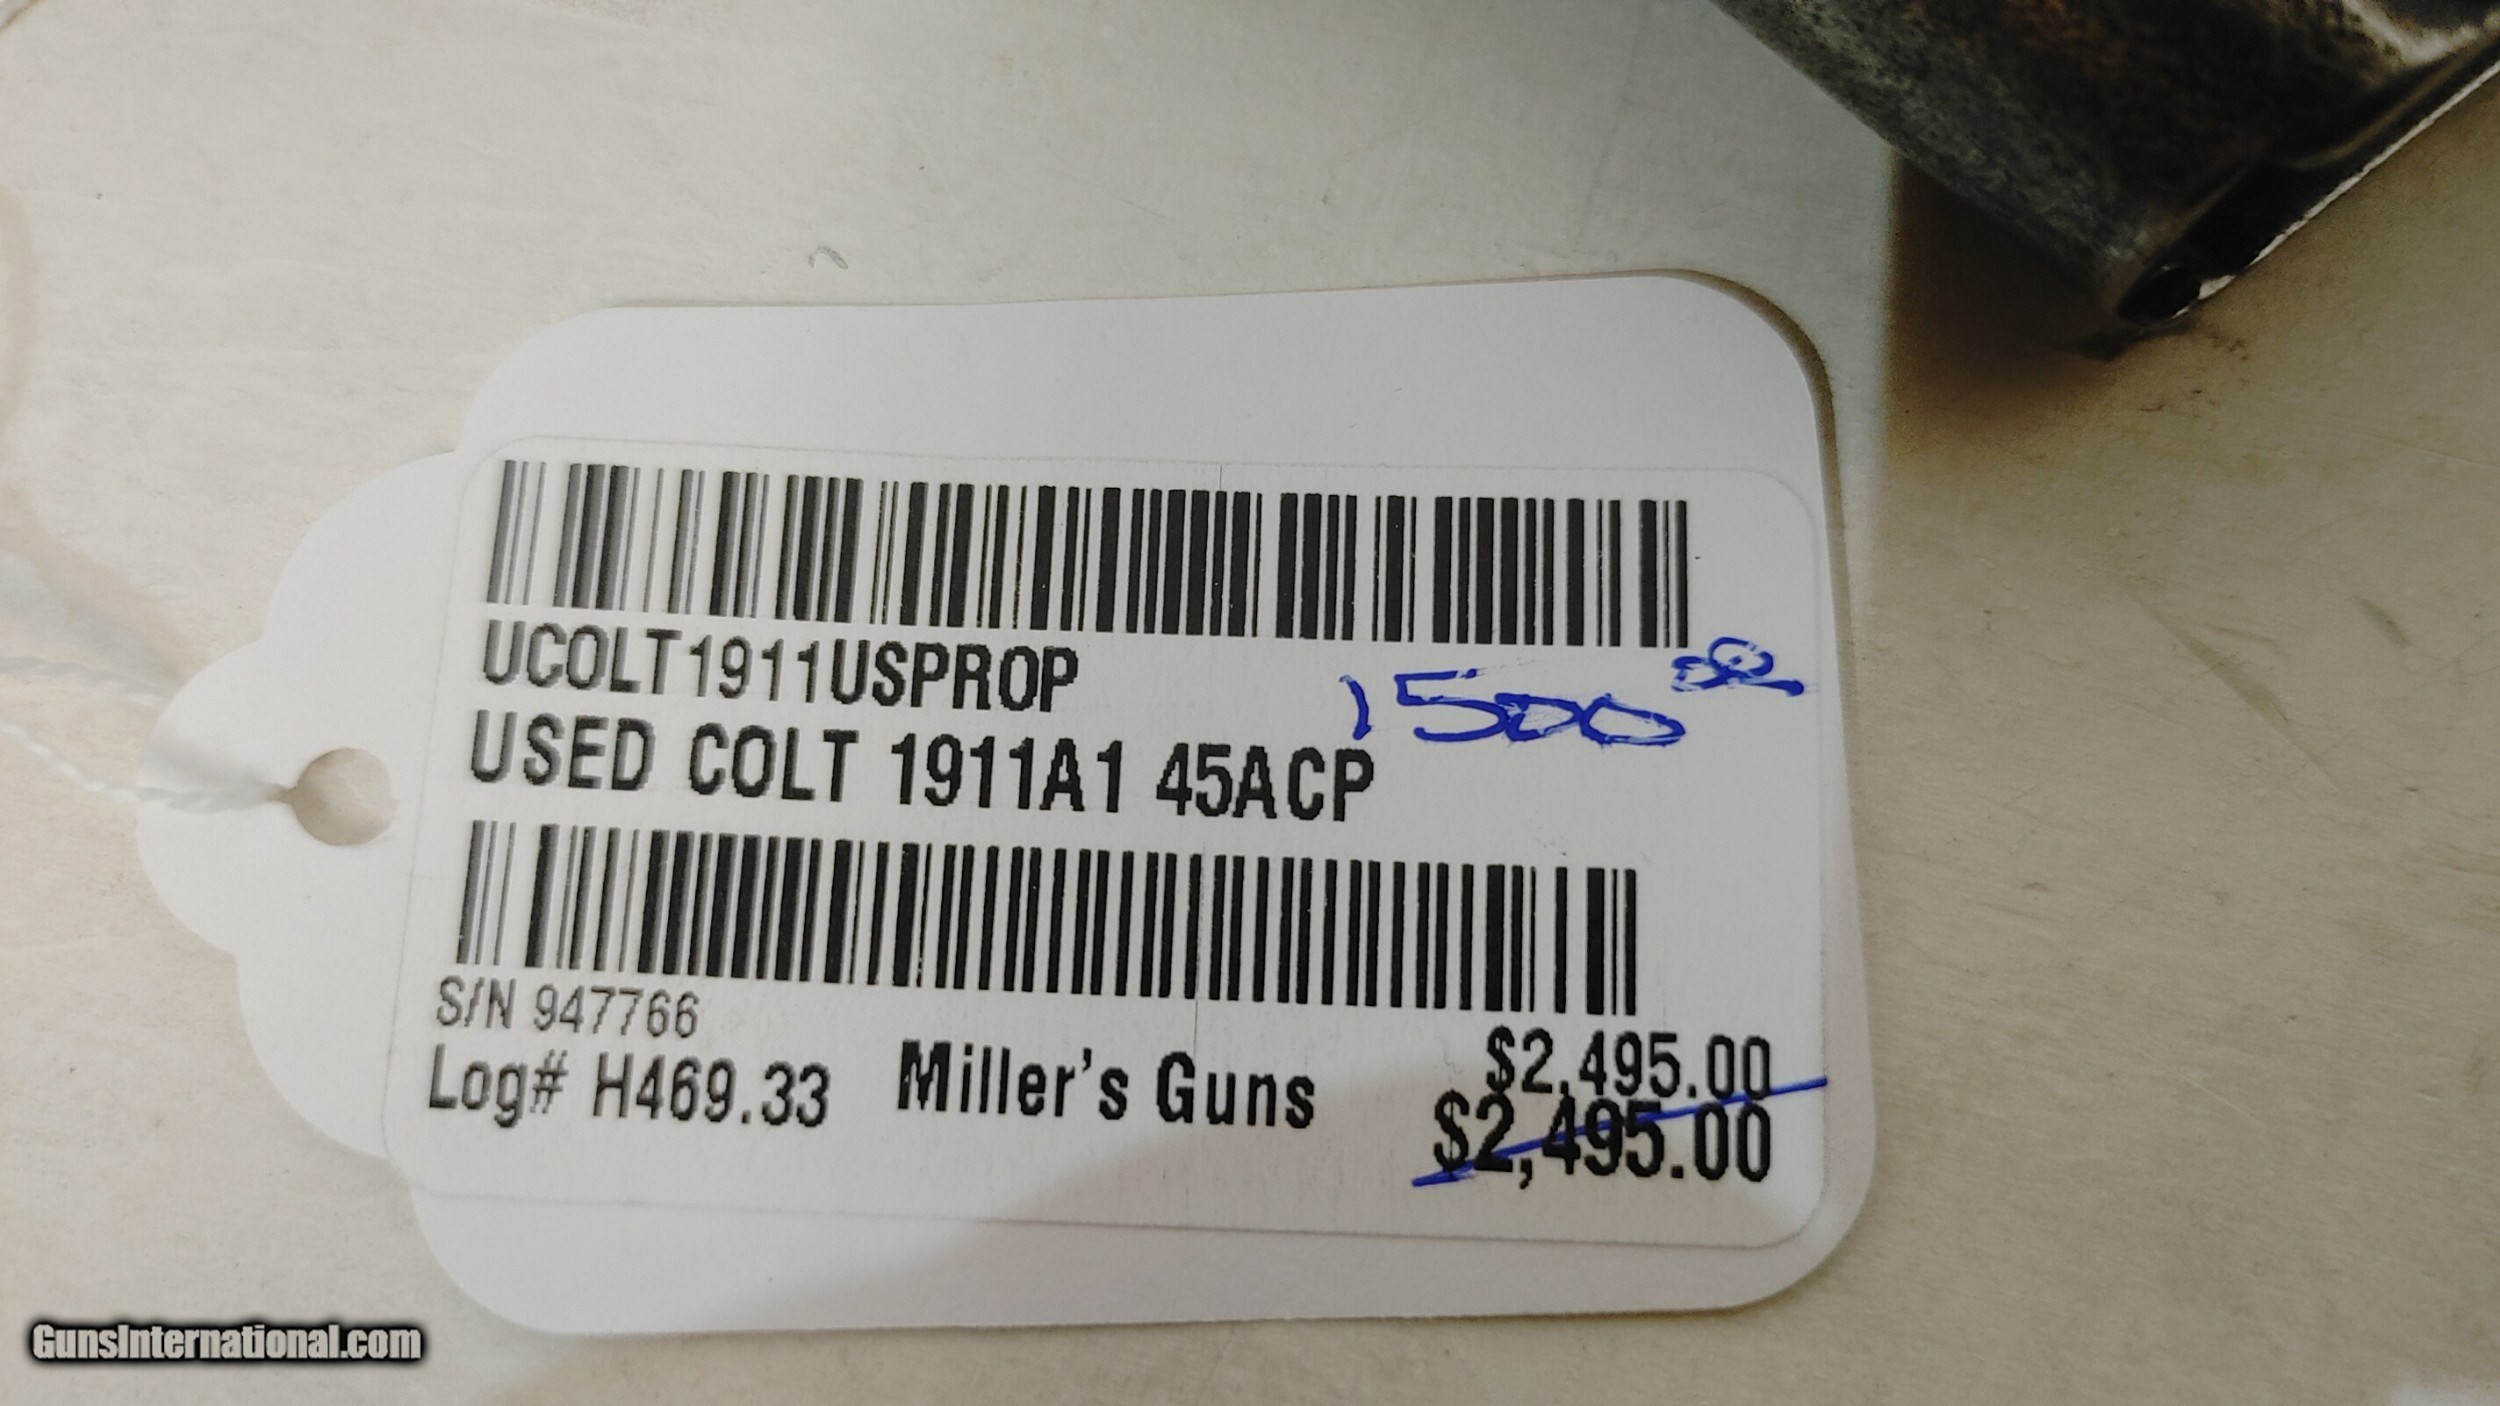 UCOLT1911USPROP
1500 00
USED COLT 1911A1 45ACP
S/N 947766
Log# H469.33 Miller's Guns $2,495.00
$2,495.00
GunsInternational.com